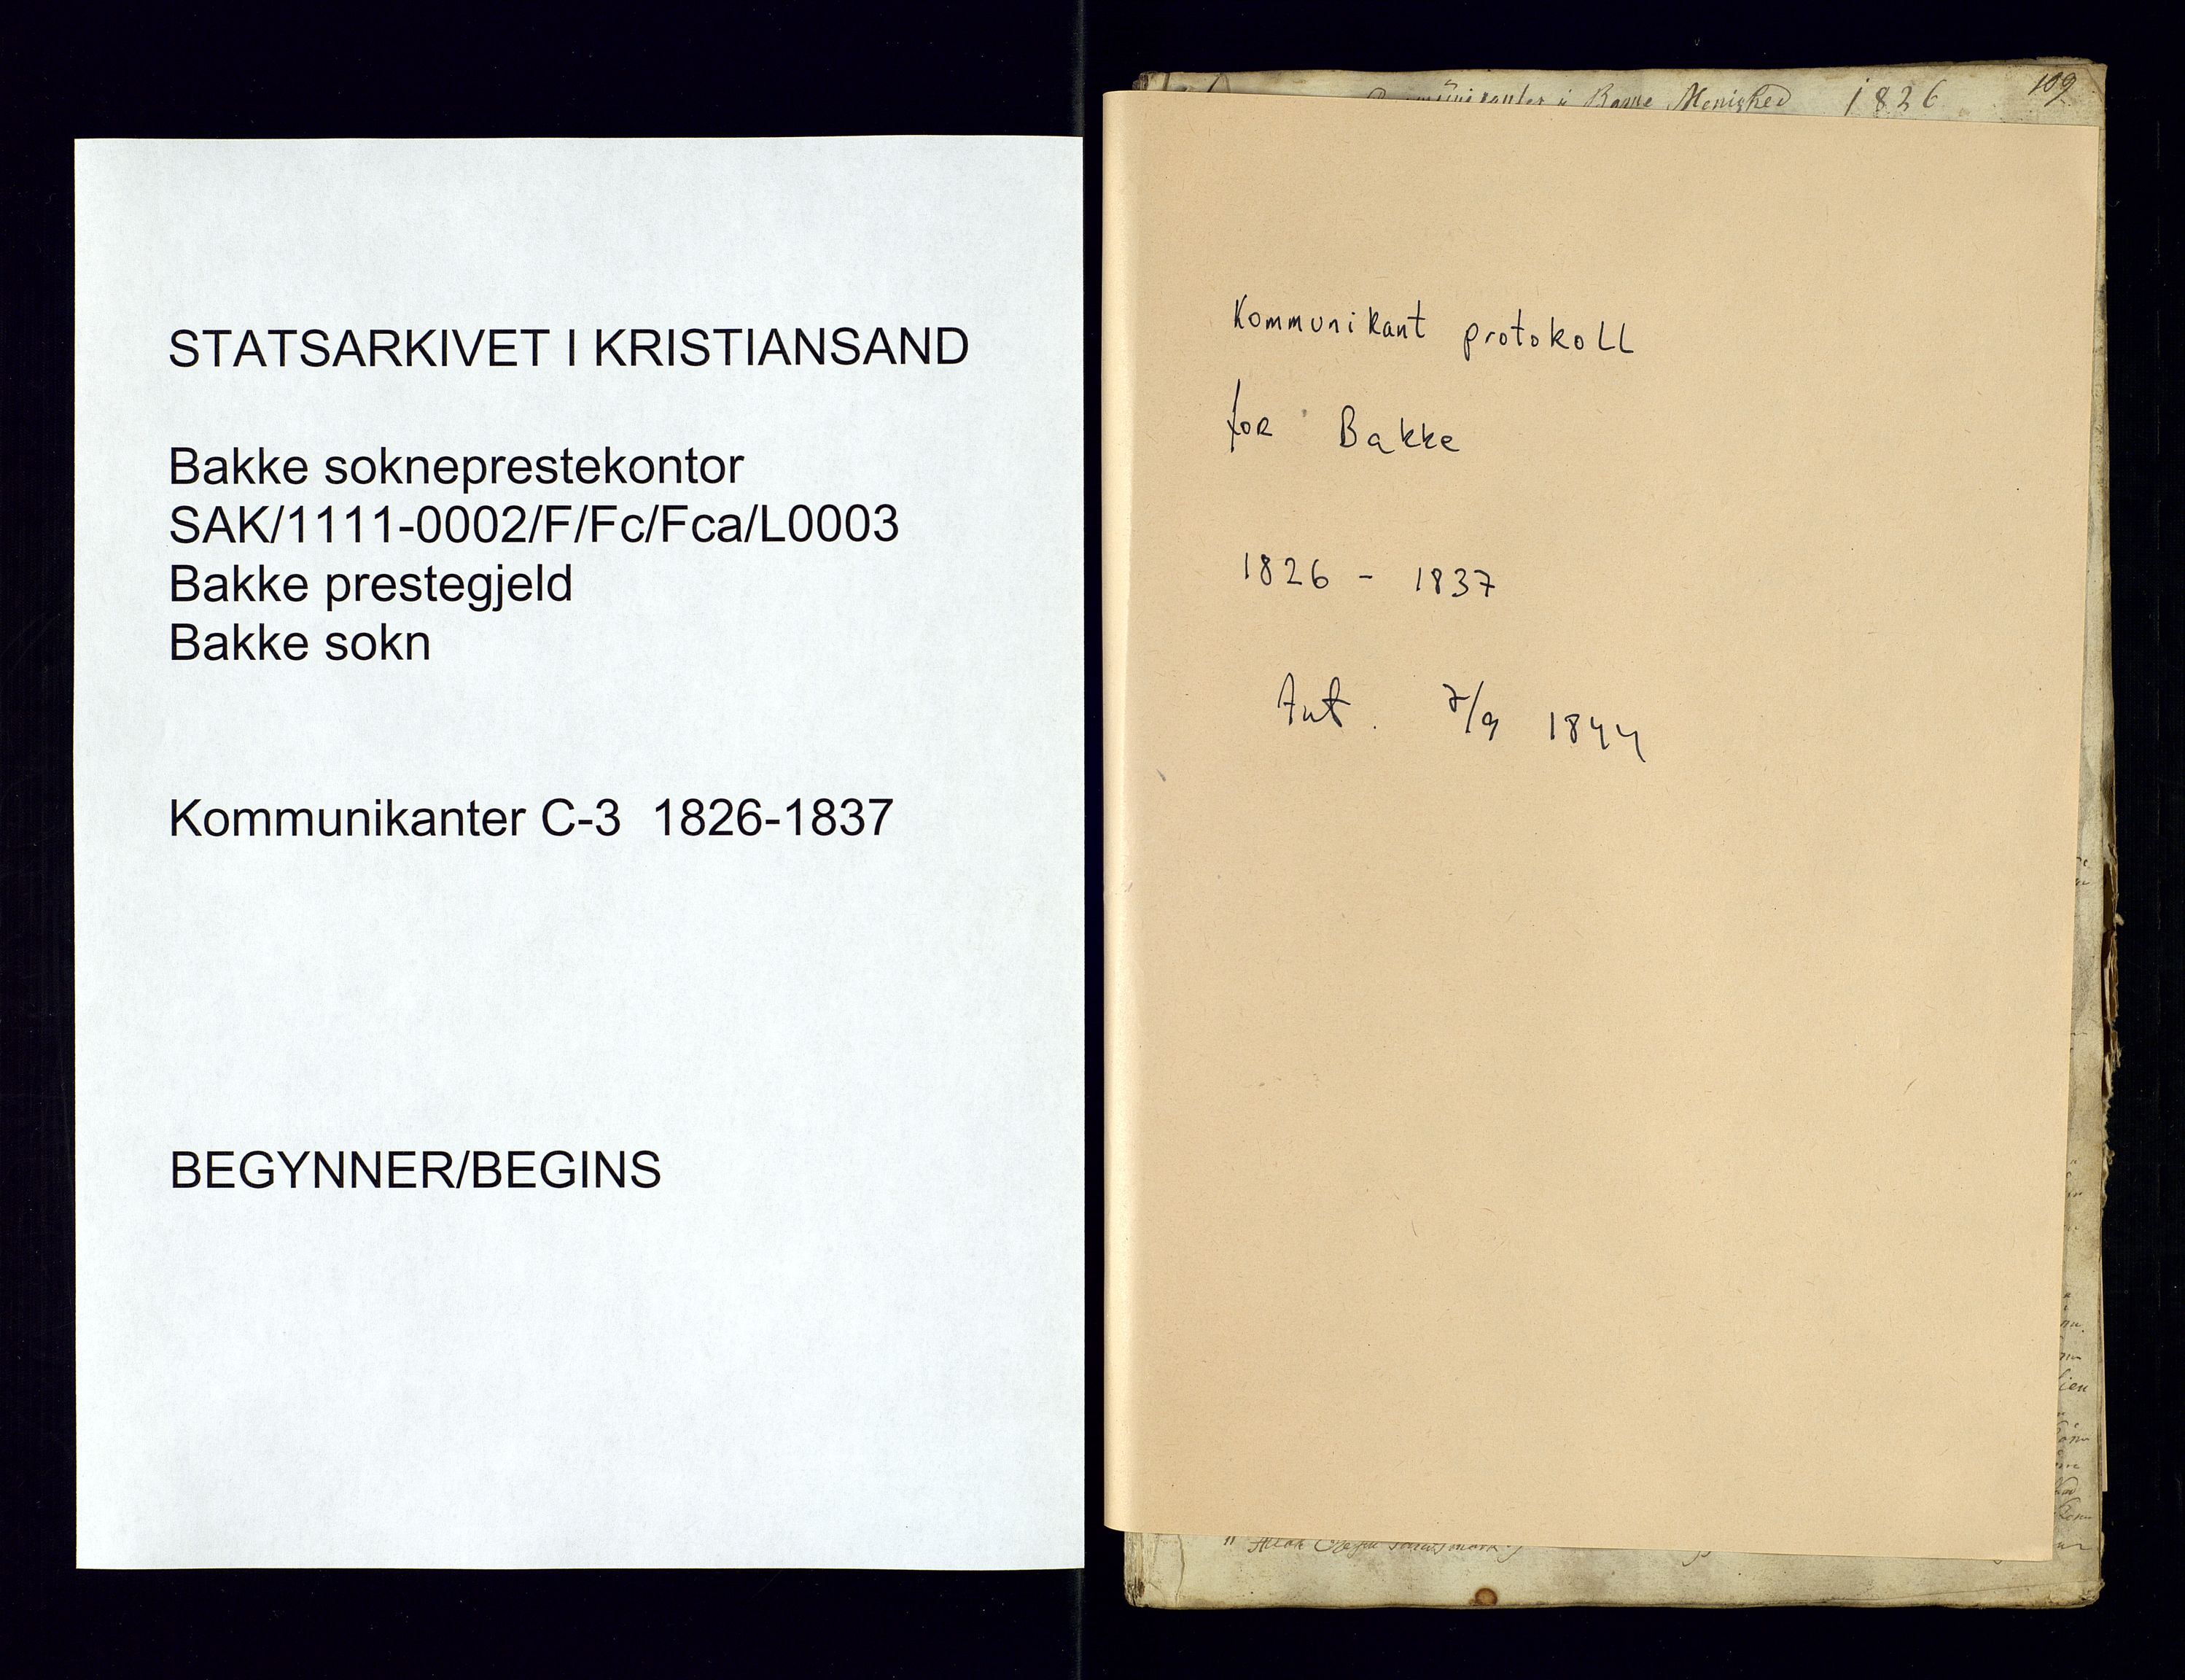 STATSARKIVET I KRISTIANSAND
Bakke sokneprestekontor
SAK/1111-0002/F/Fc/Fca/L0003
Bakke prestegjeld
Bakke sokn
Kommunikanter C-3 1826-1837
BEGYNNER/BEGINS
Menighed 1826
109
Kommunikant protokoll
for Bakke
1826 - 1837
7/9 1844